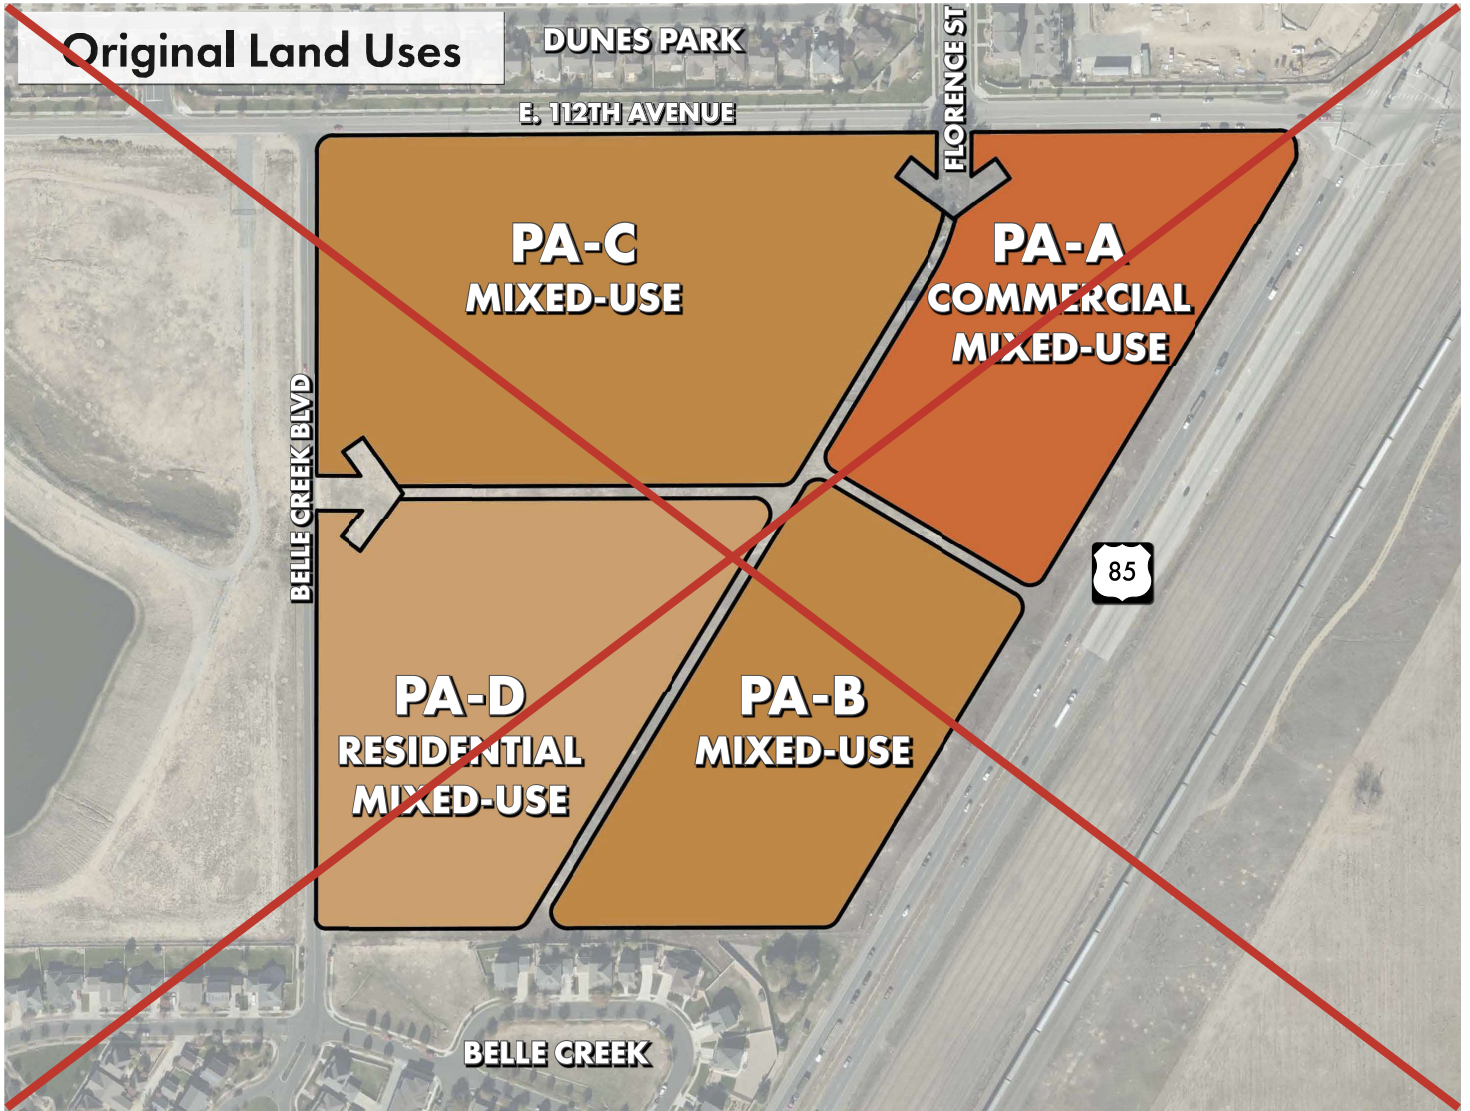 Original Land Uses
DUNES PARK
FLORENCE ST
E. 112TH AVENUE
PA-C
MIXED-USE
PA-A
COMMERCIAL
MIXED-USE
BELLE CREEK BLVD
85
PA-D
RESIDENTIAL
MIXED-USE
PA-B
MIXED-USE
BELLE CREEK